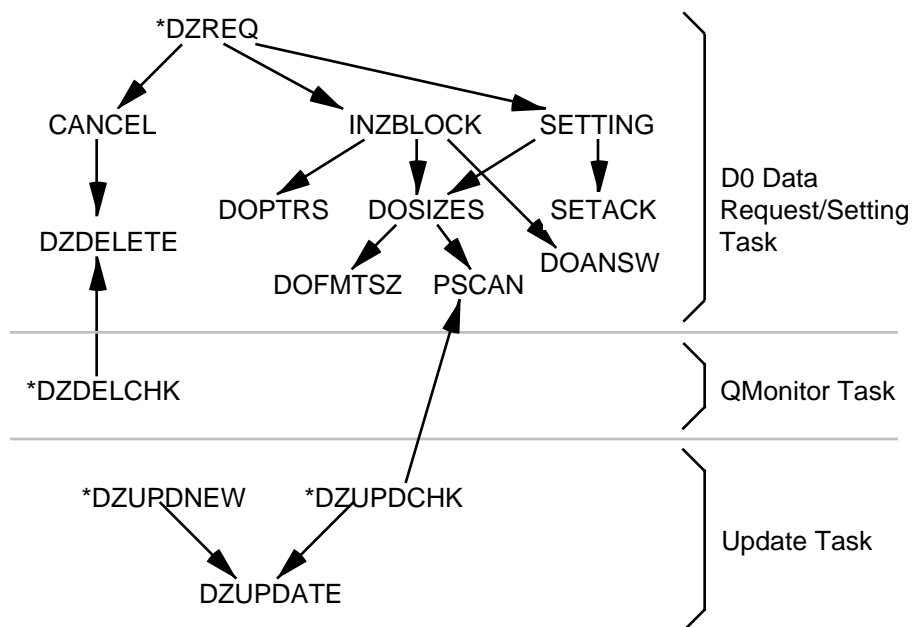 *DZREQ
CANCEL
INZBLOCK
SETTING
DOPTRS
DOSIZES
SETACK
D0 Data
Request/Setting
Task
DZDELETE
DOANSW
DOFMTSZ
PSCAN
*DZDELCHK
QMonitor Task
*DZUPDNEW
*DZUPDCHK
Update Task
DZUPDATE